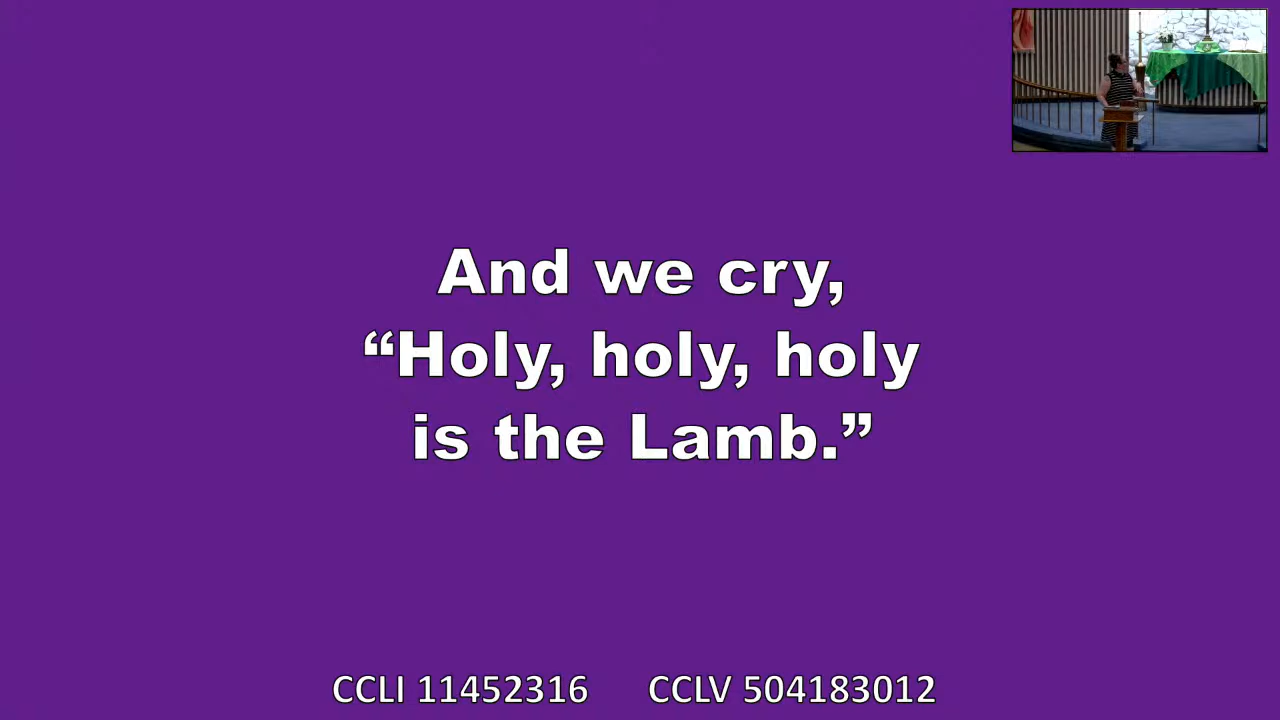 And we cry,
“Holy, holy, holy
is the Lamb.”
CCLI 11452316 CCLV 504183012